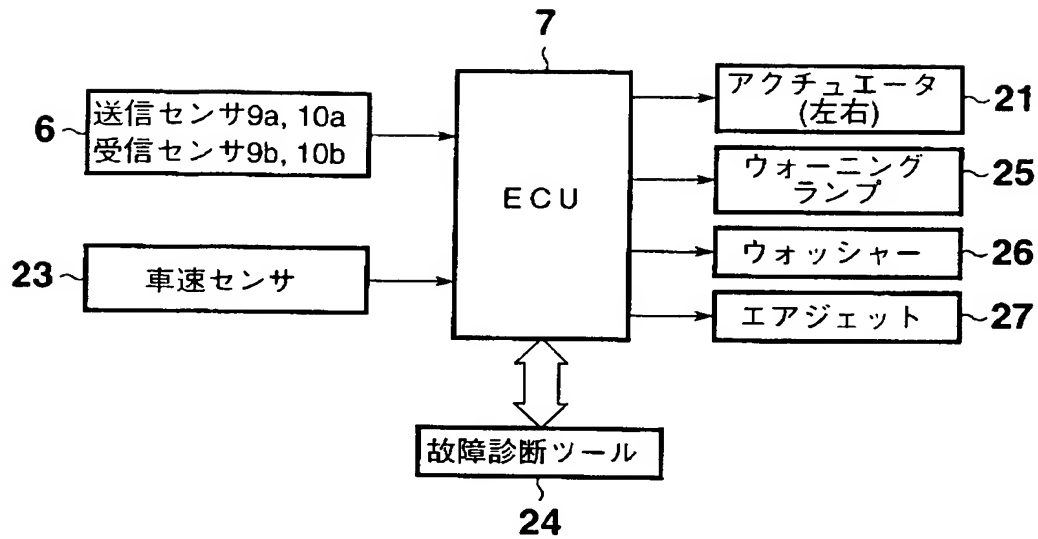 7
6
送信センサ9a, 10a
受信センサ9b, 10b
23
車速センサ
ECU
アクチュエータ
(左右)
21
ウォーニング
ランプ
25
ウォッシャー
26
エアジェット
27
故障診断ツール
24